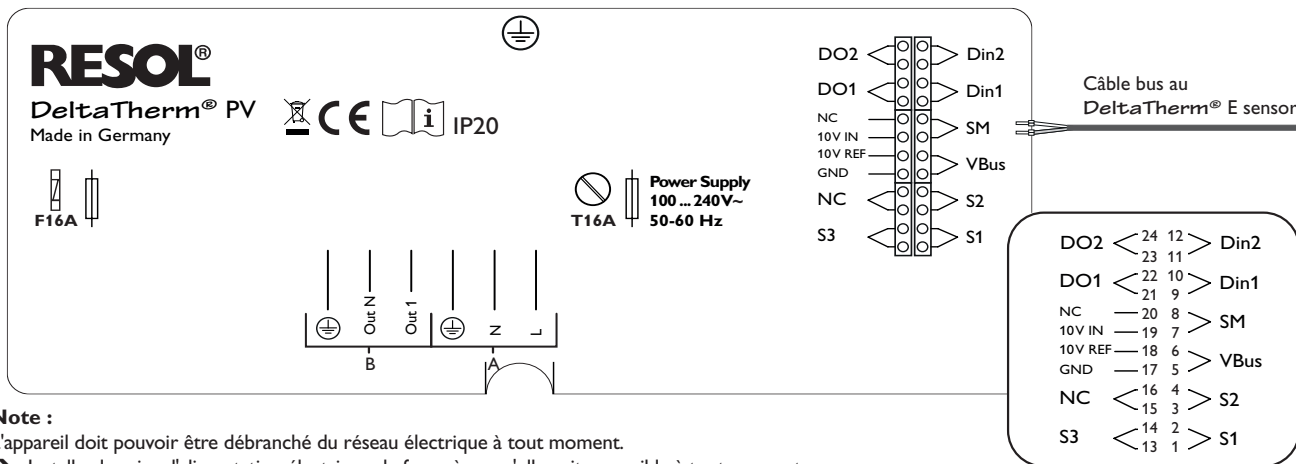 RESOL®
DeltaTherm® PV
Made in Germany
CE i IP20
F16A
T16A
Power Supply
100 ... 240V~
50-60 Hz
Out N
Out 1
N
L
B
A
DO2 Din2
DO1 Din1
NC
10V IN
SM
10V REF
GND
VBus
NC S2
S3 S1
Câble bus au
DeltaTherm® E sensor
DO2 24 12 Din2
23 11
DO1 22 10 Din1
21 9
NC 20 8 SM
10V IN 19 7
10V REF 18 6 VBus
GND 17 5
NC 16 4 S2
15 3
S3 14 2 S1
13 1
Note :
L'appareil doit pouvoir être débranché du réseau électrique à tout moment.